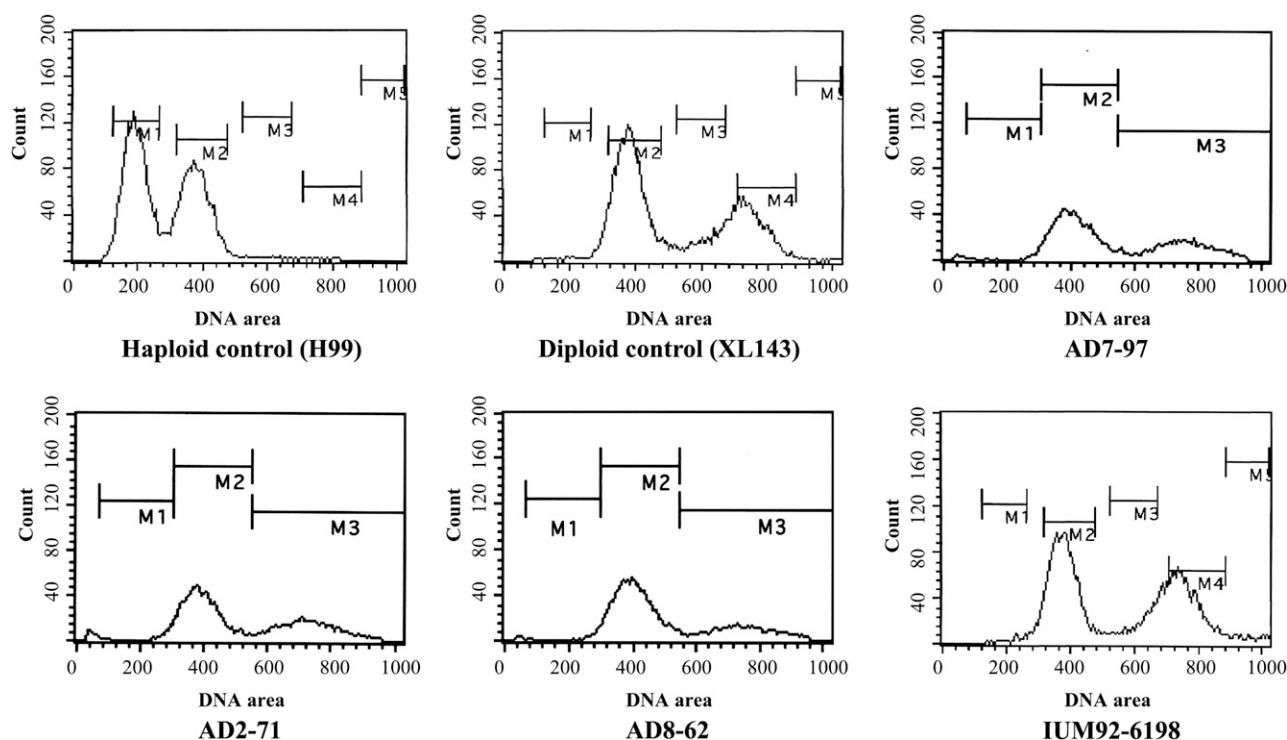 200
160
120
80
40
Count
M1
M2
M3
M4
M5
0 200 400 600 800 1000
DNA area
Haploid control (H99)
200
160
120
80
40
Count
M1
M2
M3
M4
0 200 400 600 800 1000
DNA area
Diploid control (XL143)
200
160
120
80
40
Count
M1
M2
M3
0 200 400 600 800 1000
DNA area
AD7-97
200
160
120
80
40
Count
M1
M2
M3
0 200 400 600 800 1000
DNA area
AD2-71
200
160
120
80
40
Count
M1
M2
M3
0 200 400 600 800 1000
DNA area
AD8-62
200
160
120
80
40
Count
M1
M2
M3
M4
0 200 400 600 800 1000
DNA area
IUM92-6198